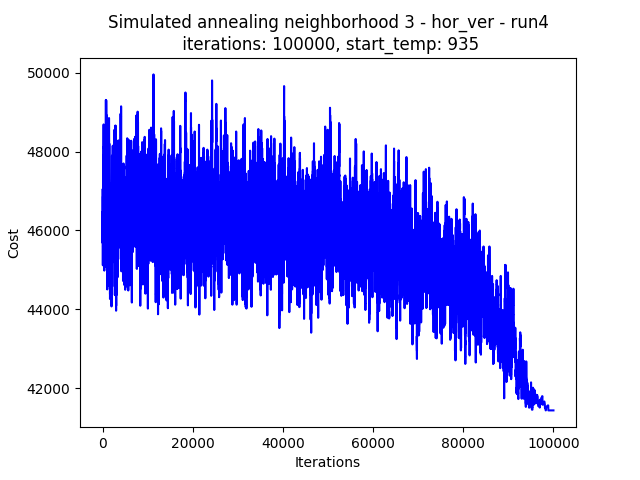 Simulated annealing neighborhood 3 - hor_ver - run4
iterations: 100000, start_temp: 935
50000
48000
46000
44000
42000
Cost
0 20000 40000 60000 80000 100000
Iterations